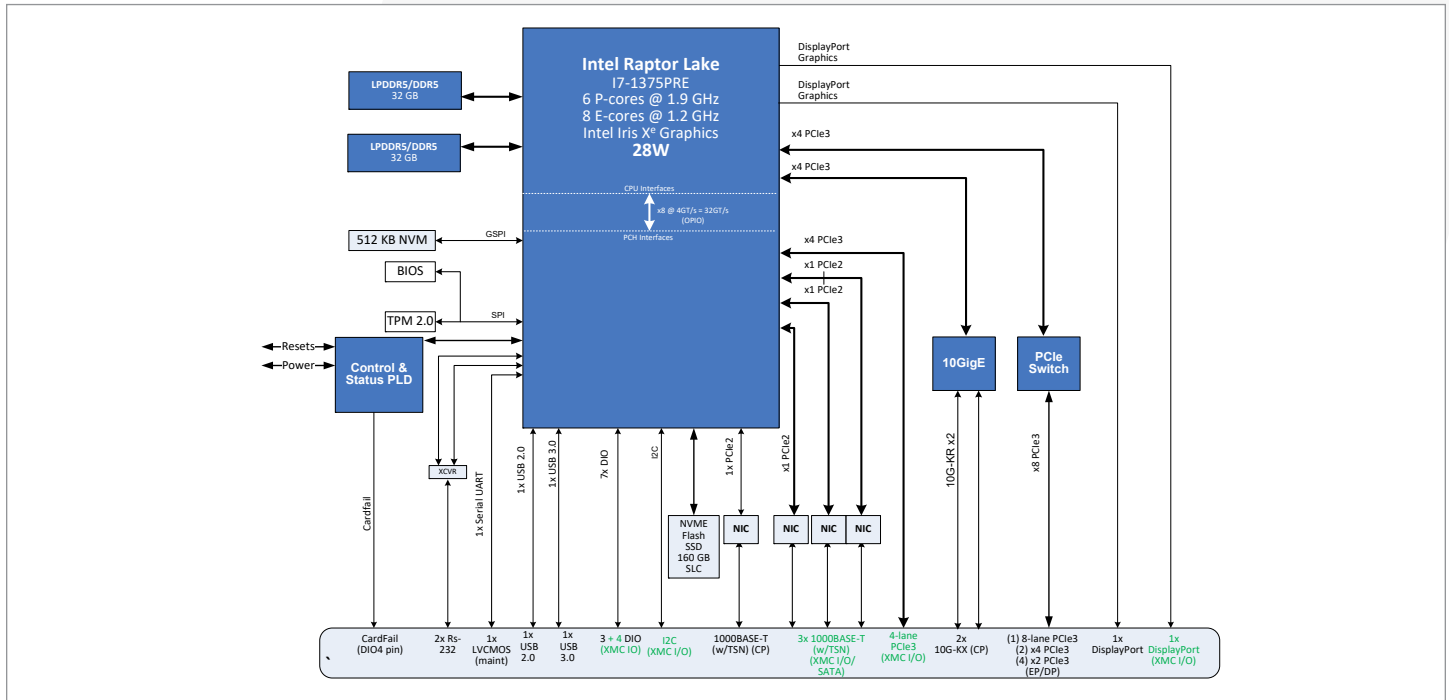 DisplayPort
Graphics
DisplayPort
Graphics
Intel Raptor Lake
I7-1375PRE
6 P-cores @ 1.9 GHz
8 E-cores @ 1.2 GHz
Intel Iris Xᵉ Graphics
28W
LPDDR5/DDR5
32 GB
LPDDR5/DDR5
32 GB
x4 PCIe3
x4 PCIe3
CPU Interfaces
x8 @ 4GT/s = 32GT/s
(OPIO)
PCH Interfaces
512 KB NVM
GSPI
x4 PCIe3
BIOS
x1 PCIe2
x1 PCIe2
TPM 2.0
SPI
Resets
Power
Control &
Status PLD
10GigE
PCIe
Switch
XCVR
Cardfail
1x Serial UART
1x USB 2.0
1x USB 3.0
7x DIO
I2C
1x PCIe2
x1 PCIe2
10G-KR x2
x8 PCIe3
NVME
Flash
SSD
160 GB
SLC
NIC
NIC
NIC
NIC
`
CardFail
(DIO4 pin)
2x Rs-
232
1x
LVCMOS
(maint)
1x
USB
2.0
1x
USB
3.0
3 + 4 DIO
(XMC IO)
I2C
(XMC I/O)
1000BASE-T
(w/TSN) (CP)
3x 1000BASE-T
(w/TSN)
(XMC I/O/
SATA)
4-lane
PCIe3
(XMC I/O)
2x
10G-KX (CP)
(1) 8-lane PCIe3
(2) x4 PCIe3
(4) x2 PCIe3
(EP/DP)
1x
DisplayPort
1x
DisplayPort
(XMC I/O)